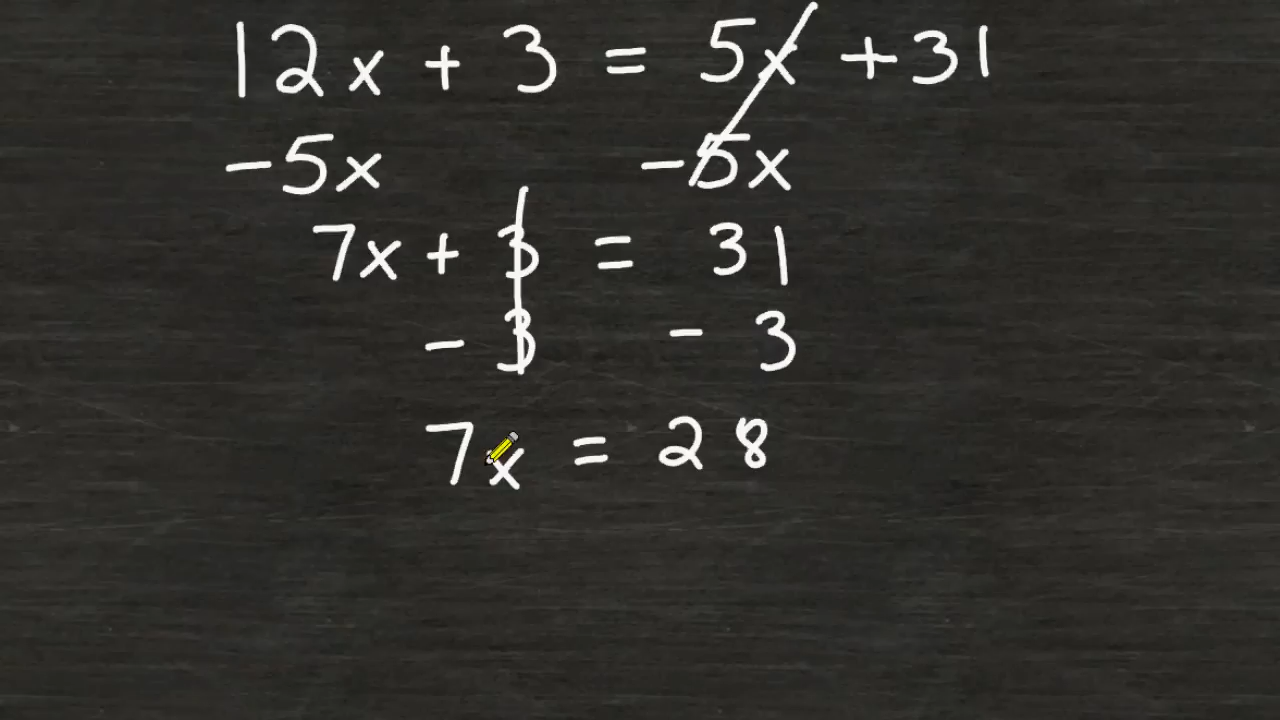 12x + 3 = 5x + 31
-5x -5x
7x + 3 = 31
- 3 - 3
7x = 28